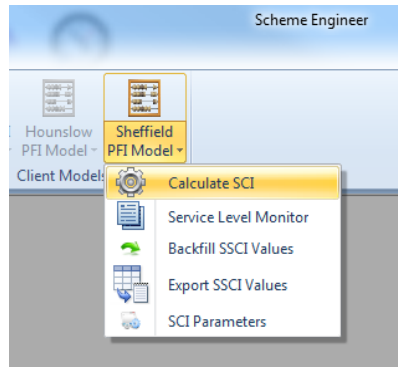 Scheme Engineer
Hounslow Sheffield
PFI Model PFI Model
Client Models
Calculate SCI
Service Level Monitor
Backfill SSCI Values
Export SSCI Values
SCI Parameters